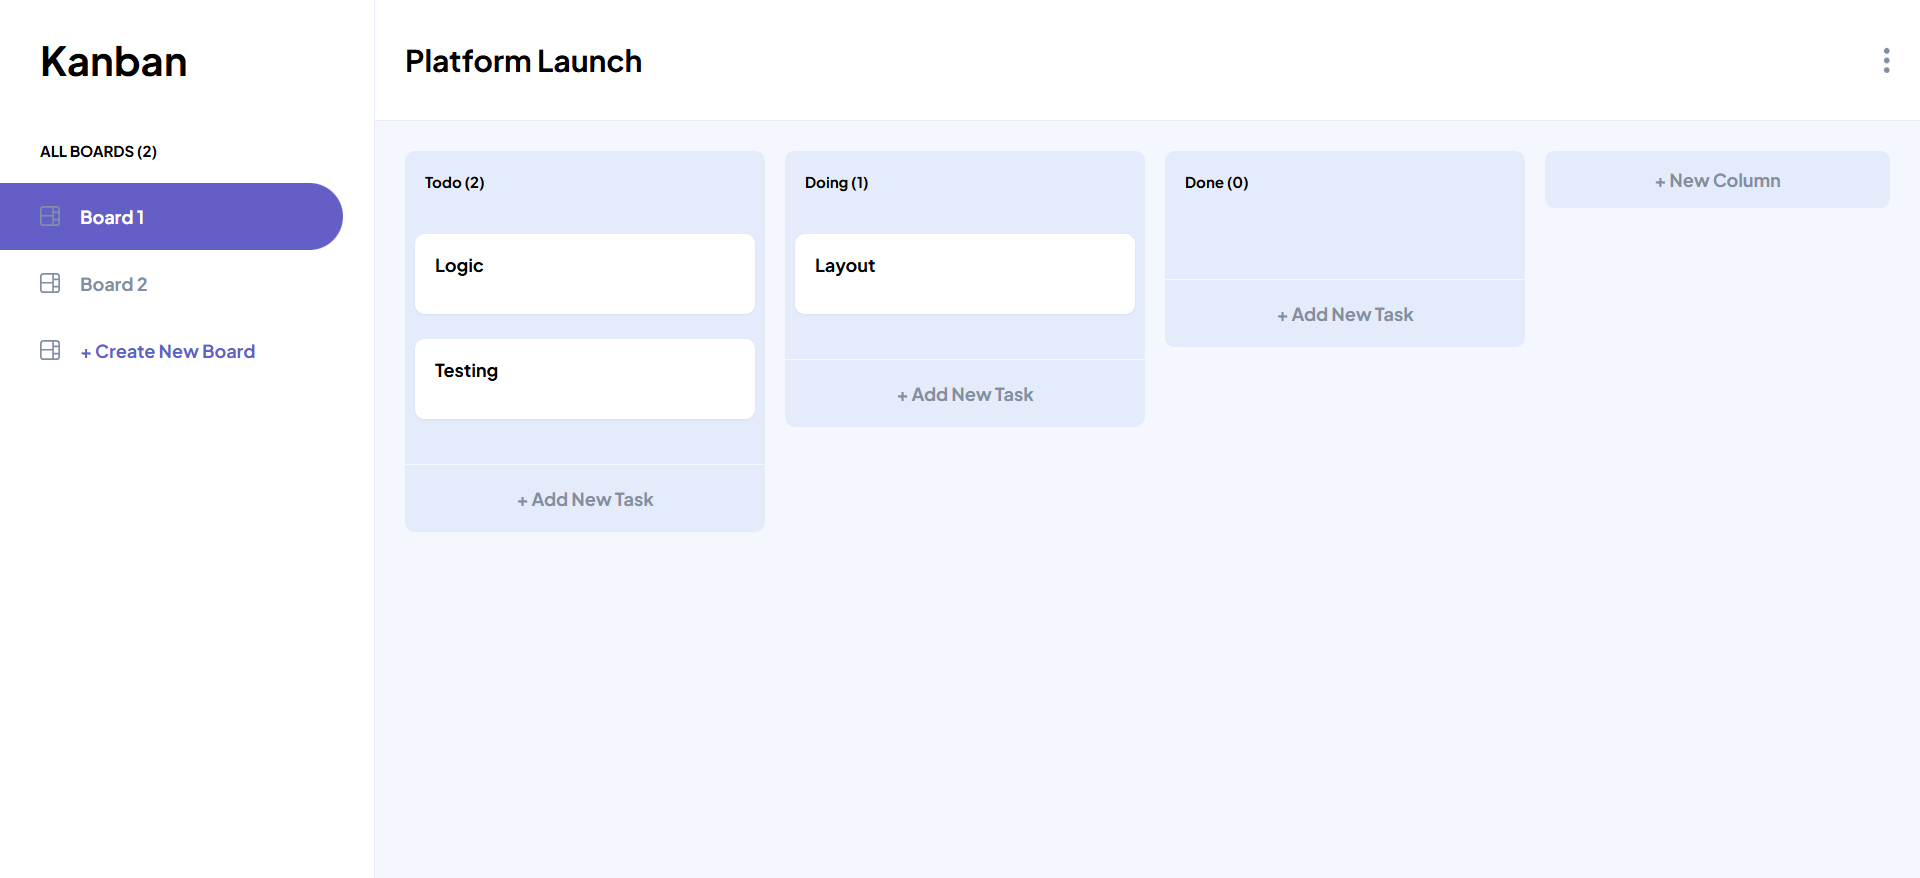 Kanban
ALL BOARDS (2)
Board 1
Board 2
+ Create New Board
Platform Launch
Todo (2)
Logic
Testing
+ Add New Task
Doing (1)
Layout
+ Add New Task
Done (0)
+ Add New Task
+ New Column